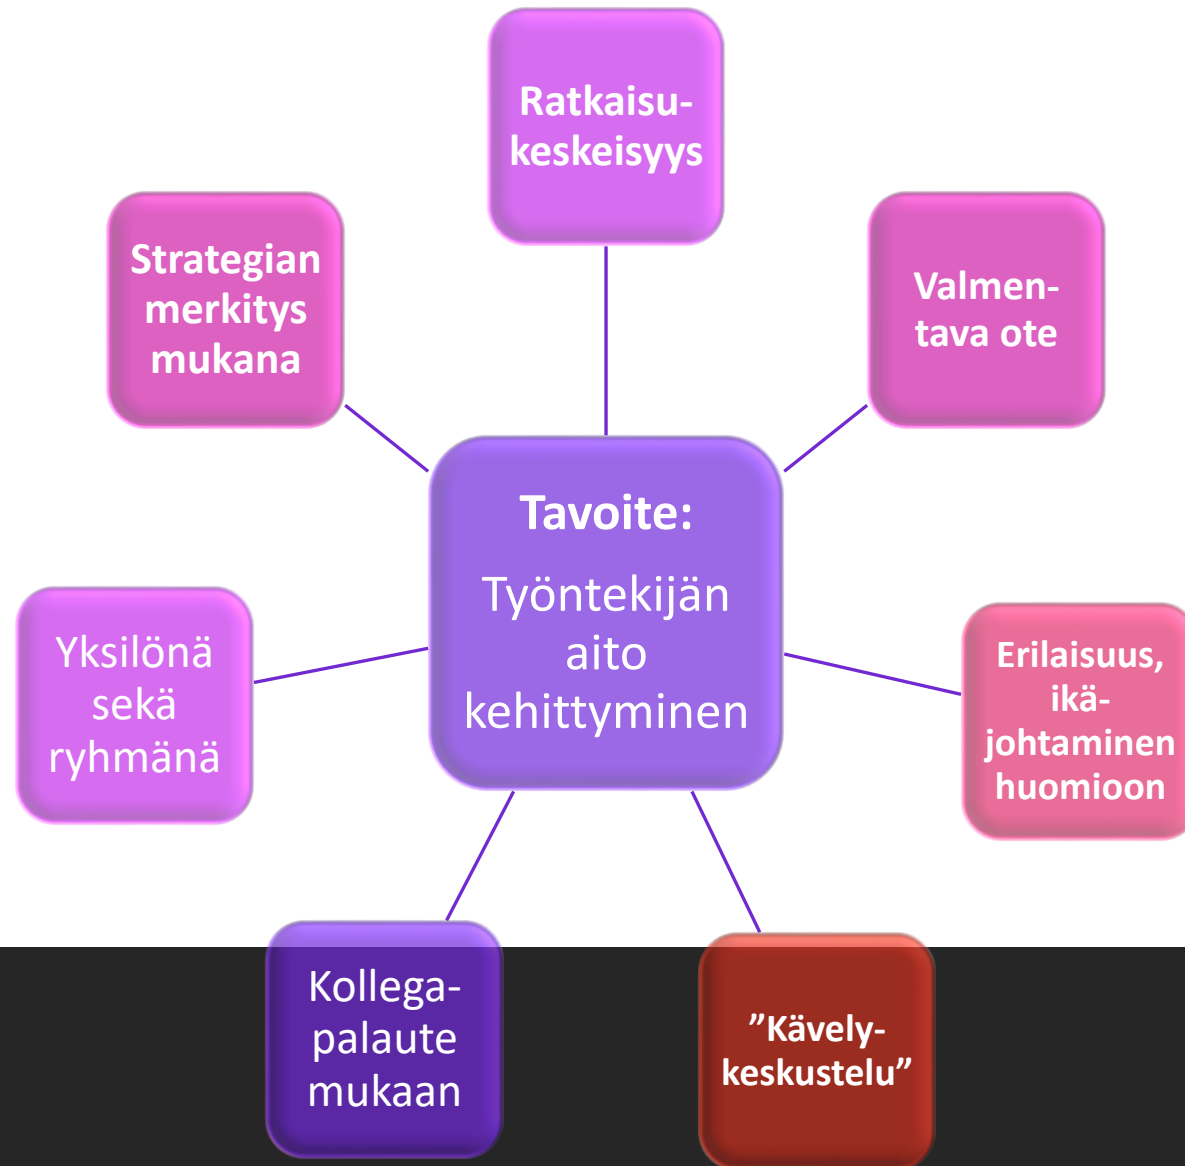 Ratkaisu-
keskeisyys
Strategian
merkitys
mukana
Valmen-
tava ote
Tavoite:
Työntekijän
aito
kehittyminen
Yksilönä
sekä
ryhmänä
Erilaisuus,
ikä-
johtaminen
huomioon
Kollega-
palaute
mukaan
”Kävely-
keskustelu”